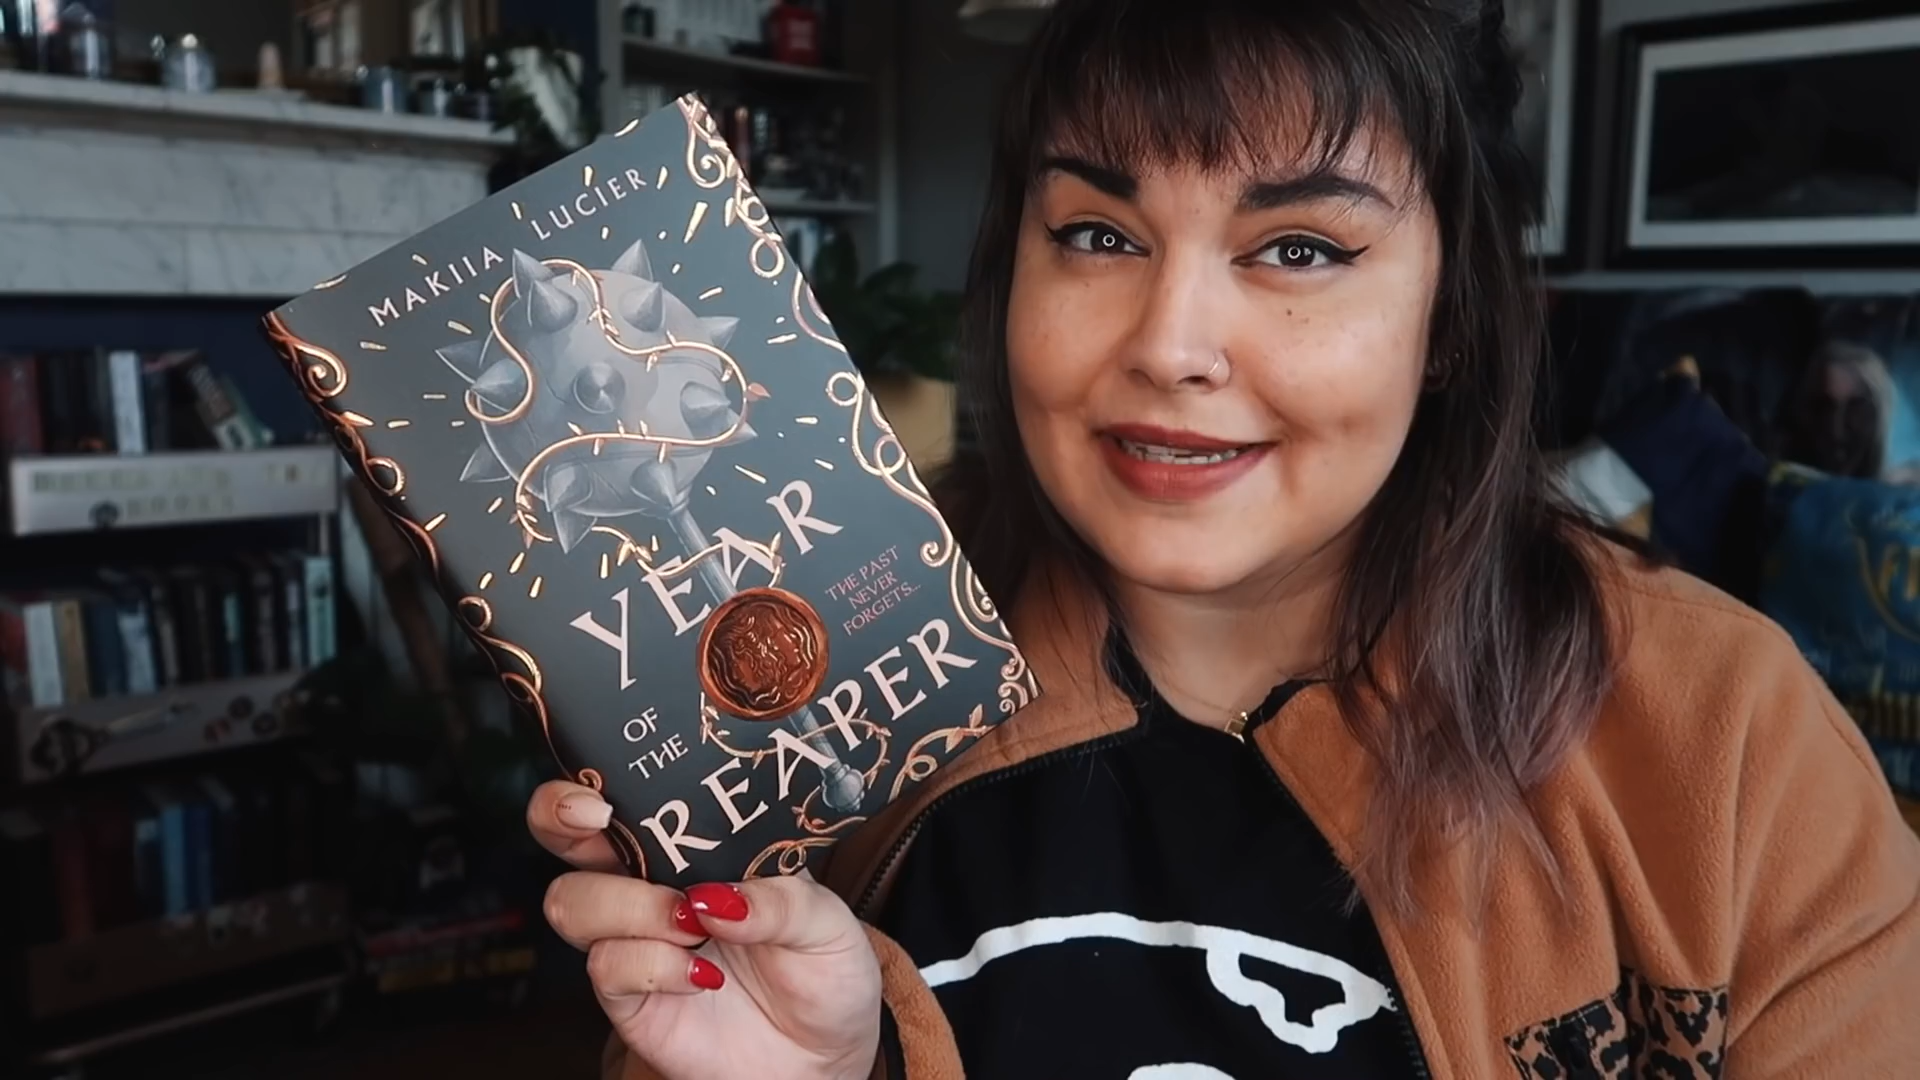 MAKIIA LUCIER
YEAR
THE PAST
NEVER
FORGETS...
OF
THE
REAPER